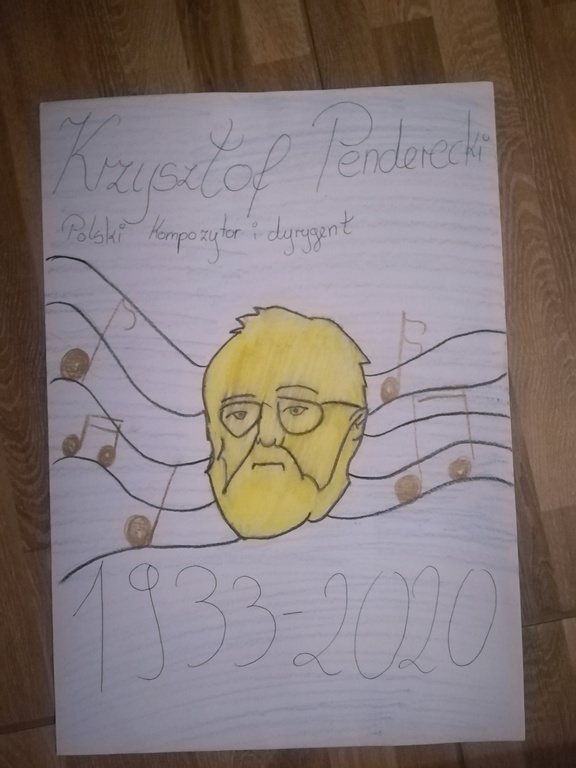 Krzysztof Penderecki
Polski kompozytor i dyrygent
1933-2020